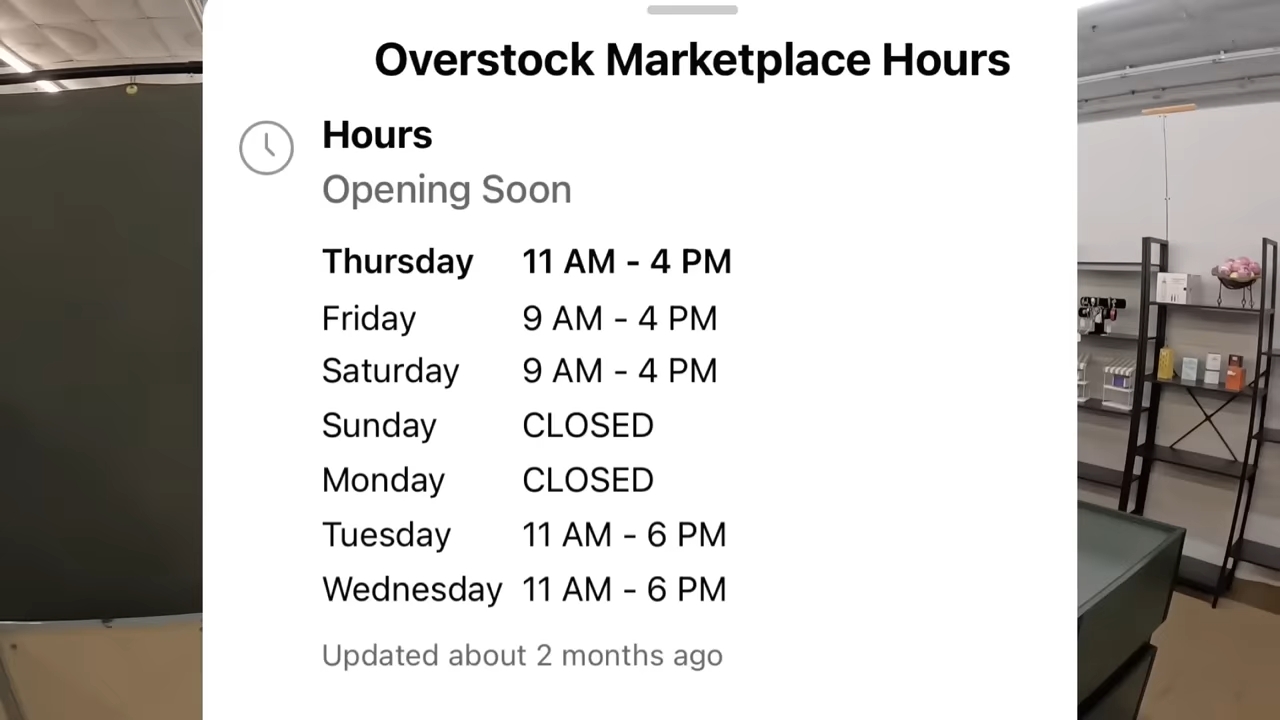 Overstock Marketplace Hours
Hours
Opening Soon
Thursday 11 AM - 4 PM
Friday 9 AM - 4 PM
Saturday 9 AM - 4 PM
Sunday CLOSED
Monday CLOSED
Tuesday 11 AM - 6 PM
Wednesday 11 AM - 6 PM
Updated about 2 months ago